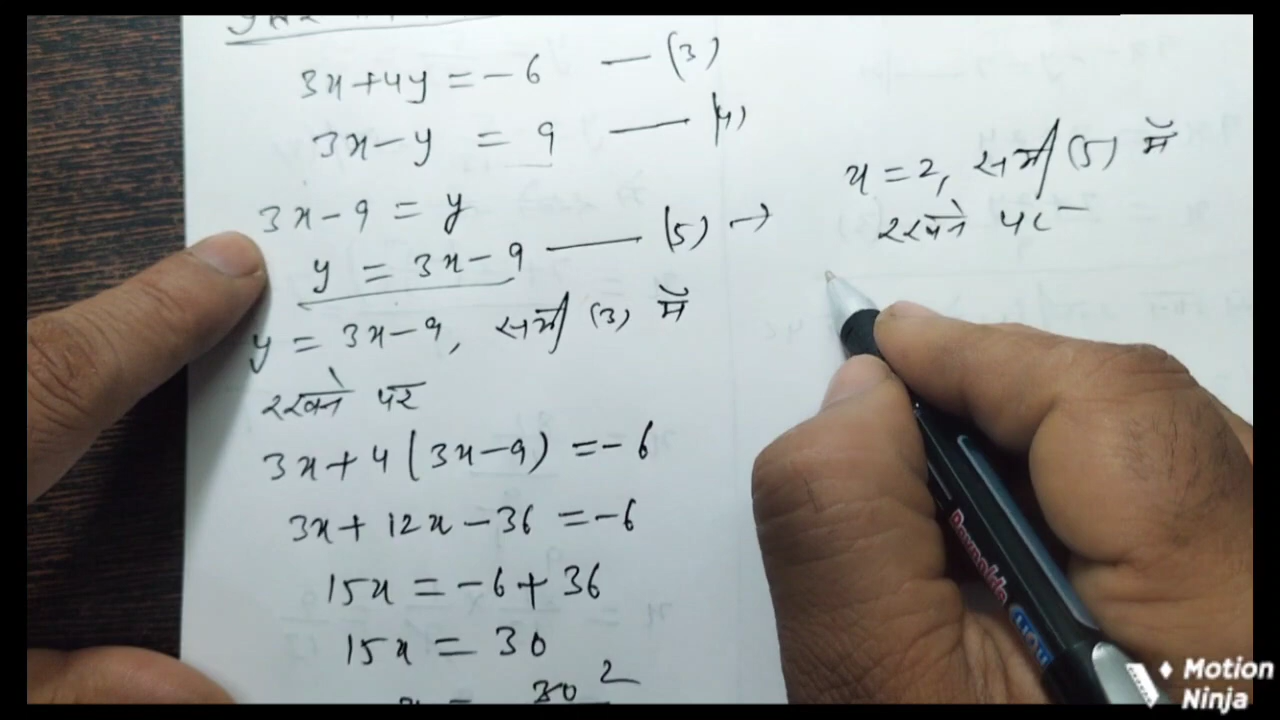 3x+4y = -6 — (3)
3x-y = 9 — (4)
3x-9 = y
y = 3x-9 — (5) →
y = 3x-9, समी (3) में
रखने पर
3x+4(3x-9) = -6
3x+12x-36 = -6
15x = -6+36
15x = 30
30 2
x = 2, समी (5) में
रखने पर
Reynolds
Motion
Ninja